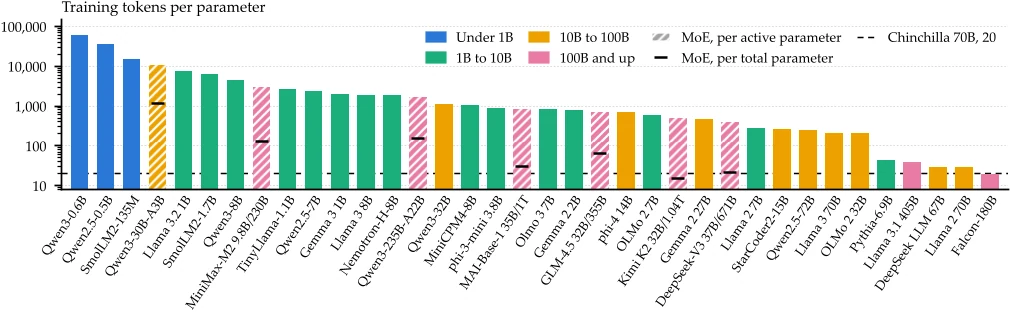 Training tokens per parameter
100,000
10,000
1,000
100
10
Under 1B
1B to 10B
10B to 100B
100B and up
MoE, per active parameter
MoE, per total parameter
Chinchilla 70B, 20
Qwen3-0.6B
Qwen2.5-0.5B
SmolLM2-135M
Qwen3-30B-A3B
Llama 3.2 1B
SmolLM2-1.7B
Qwen3-8B
MiniMax-M2 9.8B/230B
TinyLlama-1.1B
Qwen2.5-7B
Gemma 3 1B
Llama 3 8B
Nemotron-H-8B
Qwen3-235B-A22B
Qwen3-32B
MiniCPM4-8B
phi-3-mini 3.8B
MAI-Base-1 35B/1T
Olmo 3 7B
Gemma 2 2B
GLM-4.5 32B/355B
phi-4 14B
OLMo 2 7B
Kimi K2 32B/1.04T
Gemma 2 27B
DeepSeek-V3 37B/671B
Llama 2 7B
StarCoder2-15B
Qwen2.5-72B
Llama 3 70B
OLMo 2 32B
Pythia-6.9B
Llama 3.1 405B
DeepSeek LLM 67B
Llama 2 70B
Falcon-180B